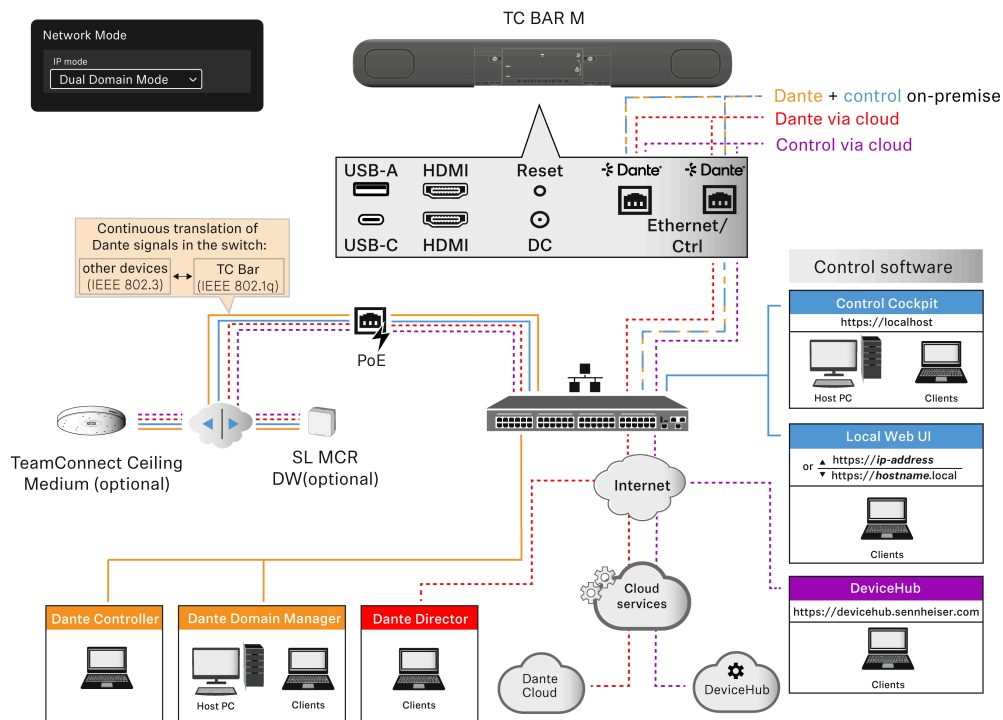 TC BAR M
Network Mode
IP mode
Dual Domain Mode
Dante + control on-premise
Dante via cloud
Control via cloud
USB-A
HDMI
Reset
Dante
Dante
USB-C
HDMI
DC
Ethernet/
Ctrl
Continuous translation of
Dante signals in the switch:
other devices
(IEEE 802.3)
TC Bar
(IEEE 802.1q)
PoE
TeamConnect Ceiling
Medium (optional)
SL MCR
DW(optional)
Control software
Control Cockpit
https://localhost
Host PC
Clients
Local Web UI
or
https://ip-address
https://hostname.local
Clients
DeviceHub
https://devicehub.sennheiser.com
Clients
Internet
Cloud
services
Dante
Cloud
DeviceHub
Dante Controller
Dante Domain Manager
Host PC
Clients
Dante Director
Clients